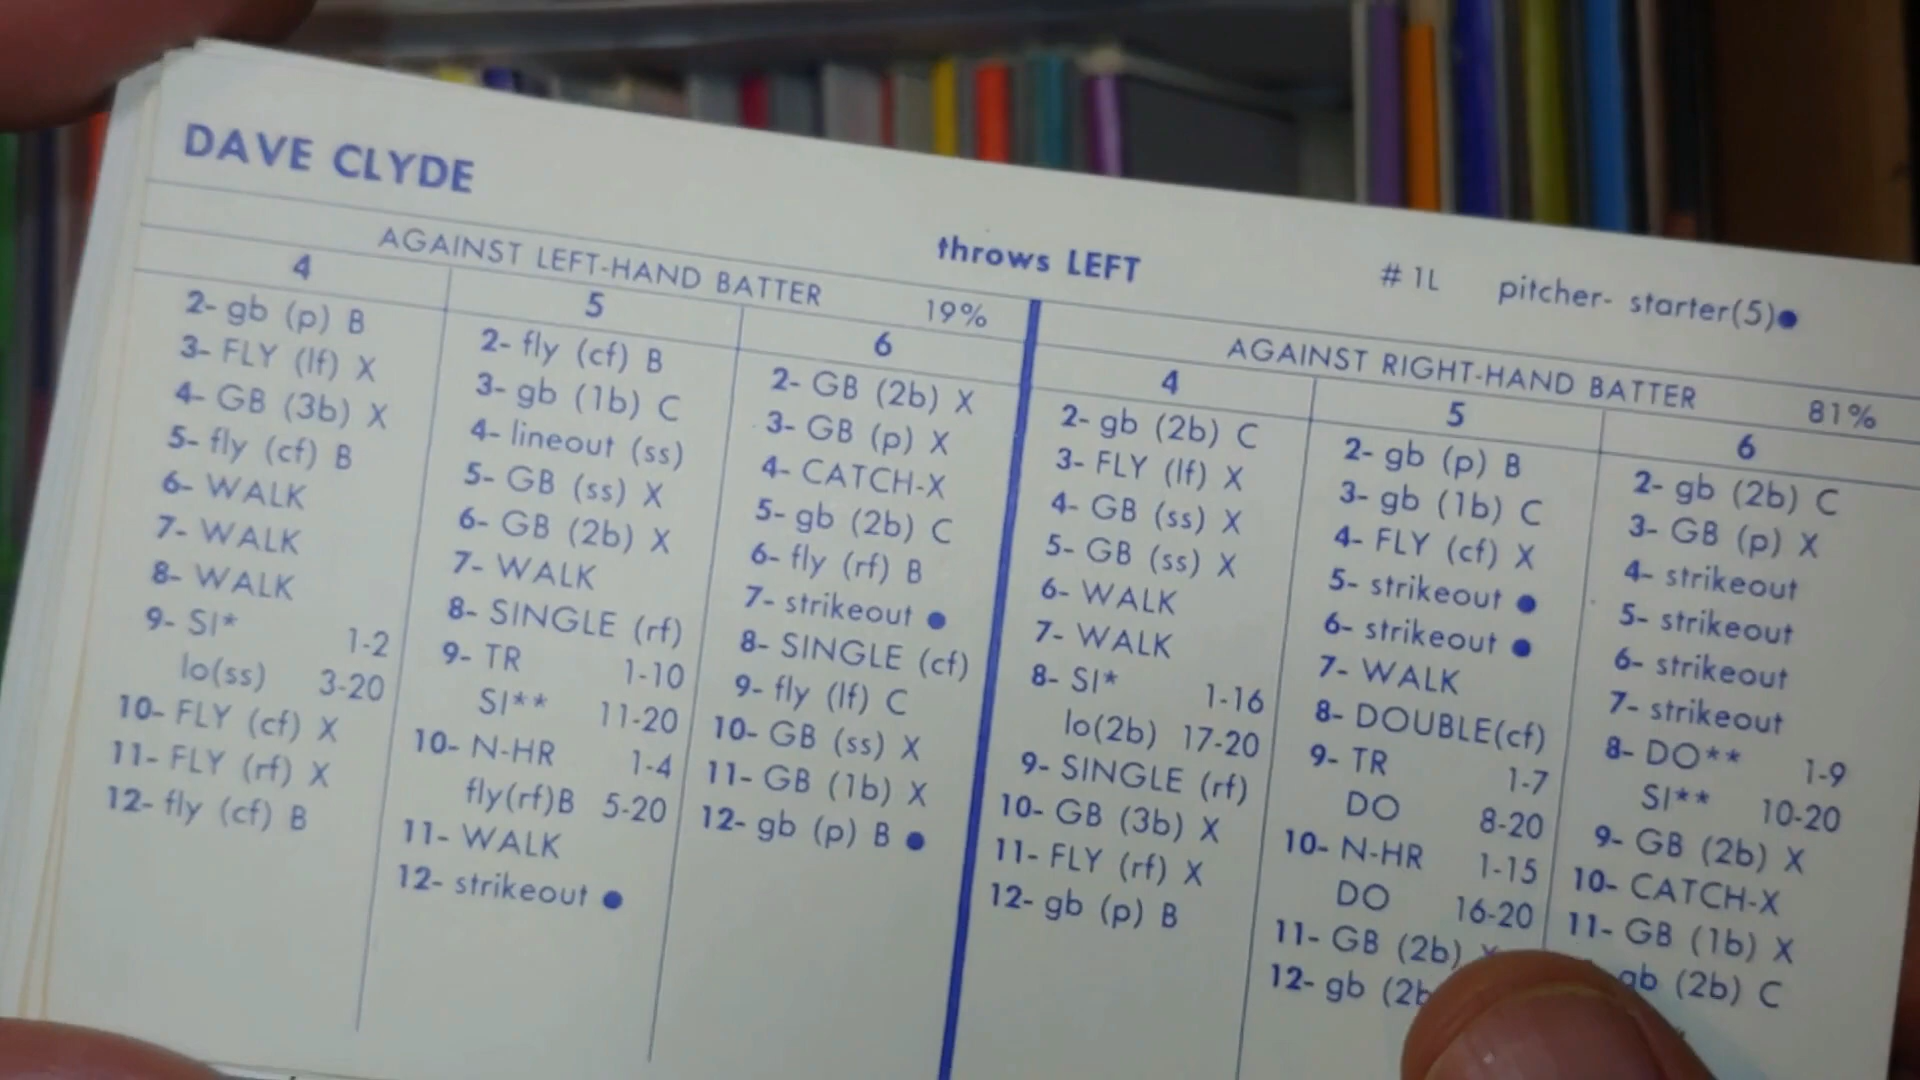 DAVE CLYDE
throws LEFT
# 1L pitcher- starter(5)●
AGAINST LEFT-HAND BATTER 19%
4
2- gb (p) B
3- FLY (lf) X
4- GB (3b) X
5- fly (cf) B
6- WALK
7- WALK
8- WALK
9- SI* 1-2
lo(ss) 3-20
10- FLY (cf) X
11- FLY (rf) X
12- fly (cf) B
5
2- fly (cf) B
3- gb (1b) C
4- lineout (ss)
5- GB (ss) X
6- GB (2b) X
7- WALK
8- SINGLE (rf)
9- TR 1-10
SI** 11-20
10- N-HR 1-4
fly(rf)B 5-20
11- WALK
12- strikeout ●
6
2- GB (2b) X
3- GB (p) X
4- CATCH-X
5- gb (2b) C
6- fly (rf) B
7- strikeout ●
8- SINGLE (cf)
9- fly (lf) C
10- GB (ss) X
11- GB (1b) X
12- gb (p) B ●
AGAINST RIGHT-HAND BATTER 81%
4
2- gb (2b) C
3- FLY (lf) X
4- GB (ss) X
5- GB (ss) X
6- WALK
7- WALK
8- SI* 1-16
lo(2b) 17-20
9- SINGLE (rf)
10- GB (3b) X
11- FLY (rf) X
12- gb (p) B
5
2- gb (p) B
3- gb (1b) C
4- FLY (cf) X
5- strikeout ●
6- strikeout ●
7- WALK
8- DOUBLE(cf)
9- TR 1-7
DO 8-20
10- N-HR 1-15
DO 16-20
11- GB (2b) X
12- gb (2b
6
2- gb (2b) C
3- GB (p) X
4- strikeout
5- strikeout
6- strikeout
7- strikeout
8- DO** 1-9
SI** 10-20
9- GB (2b) X
10- CATCH-X
11- GB (1b) X
gb (2b) C